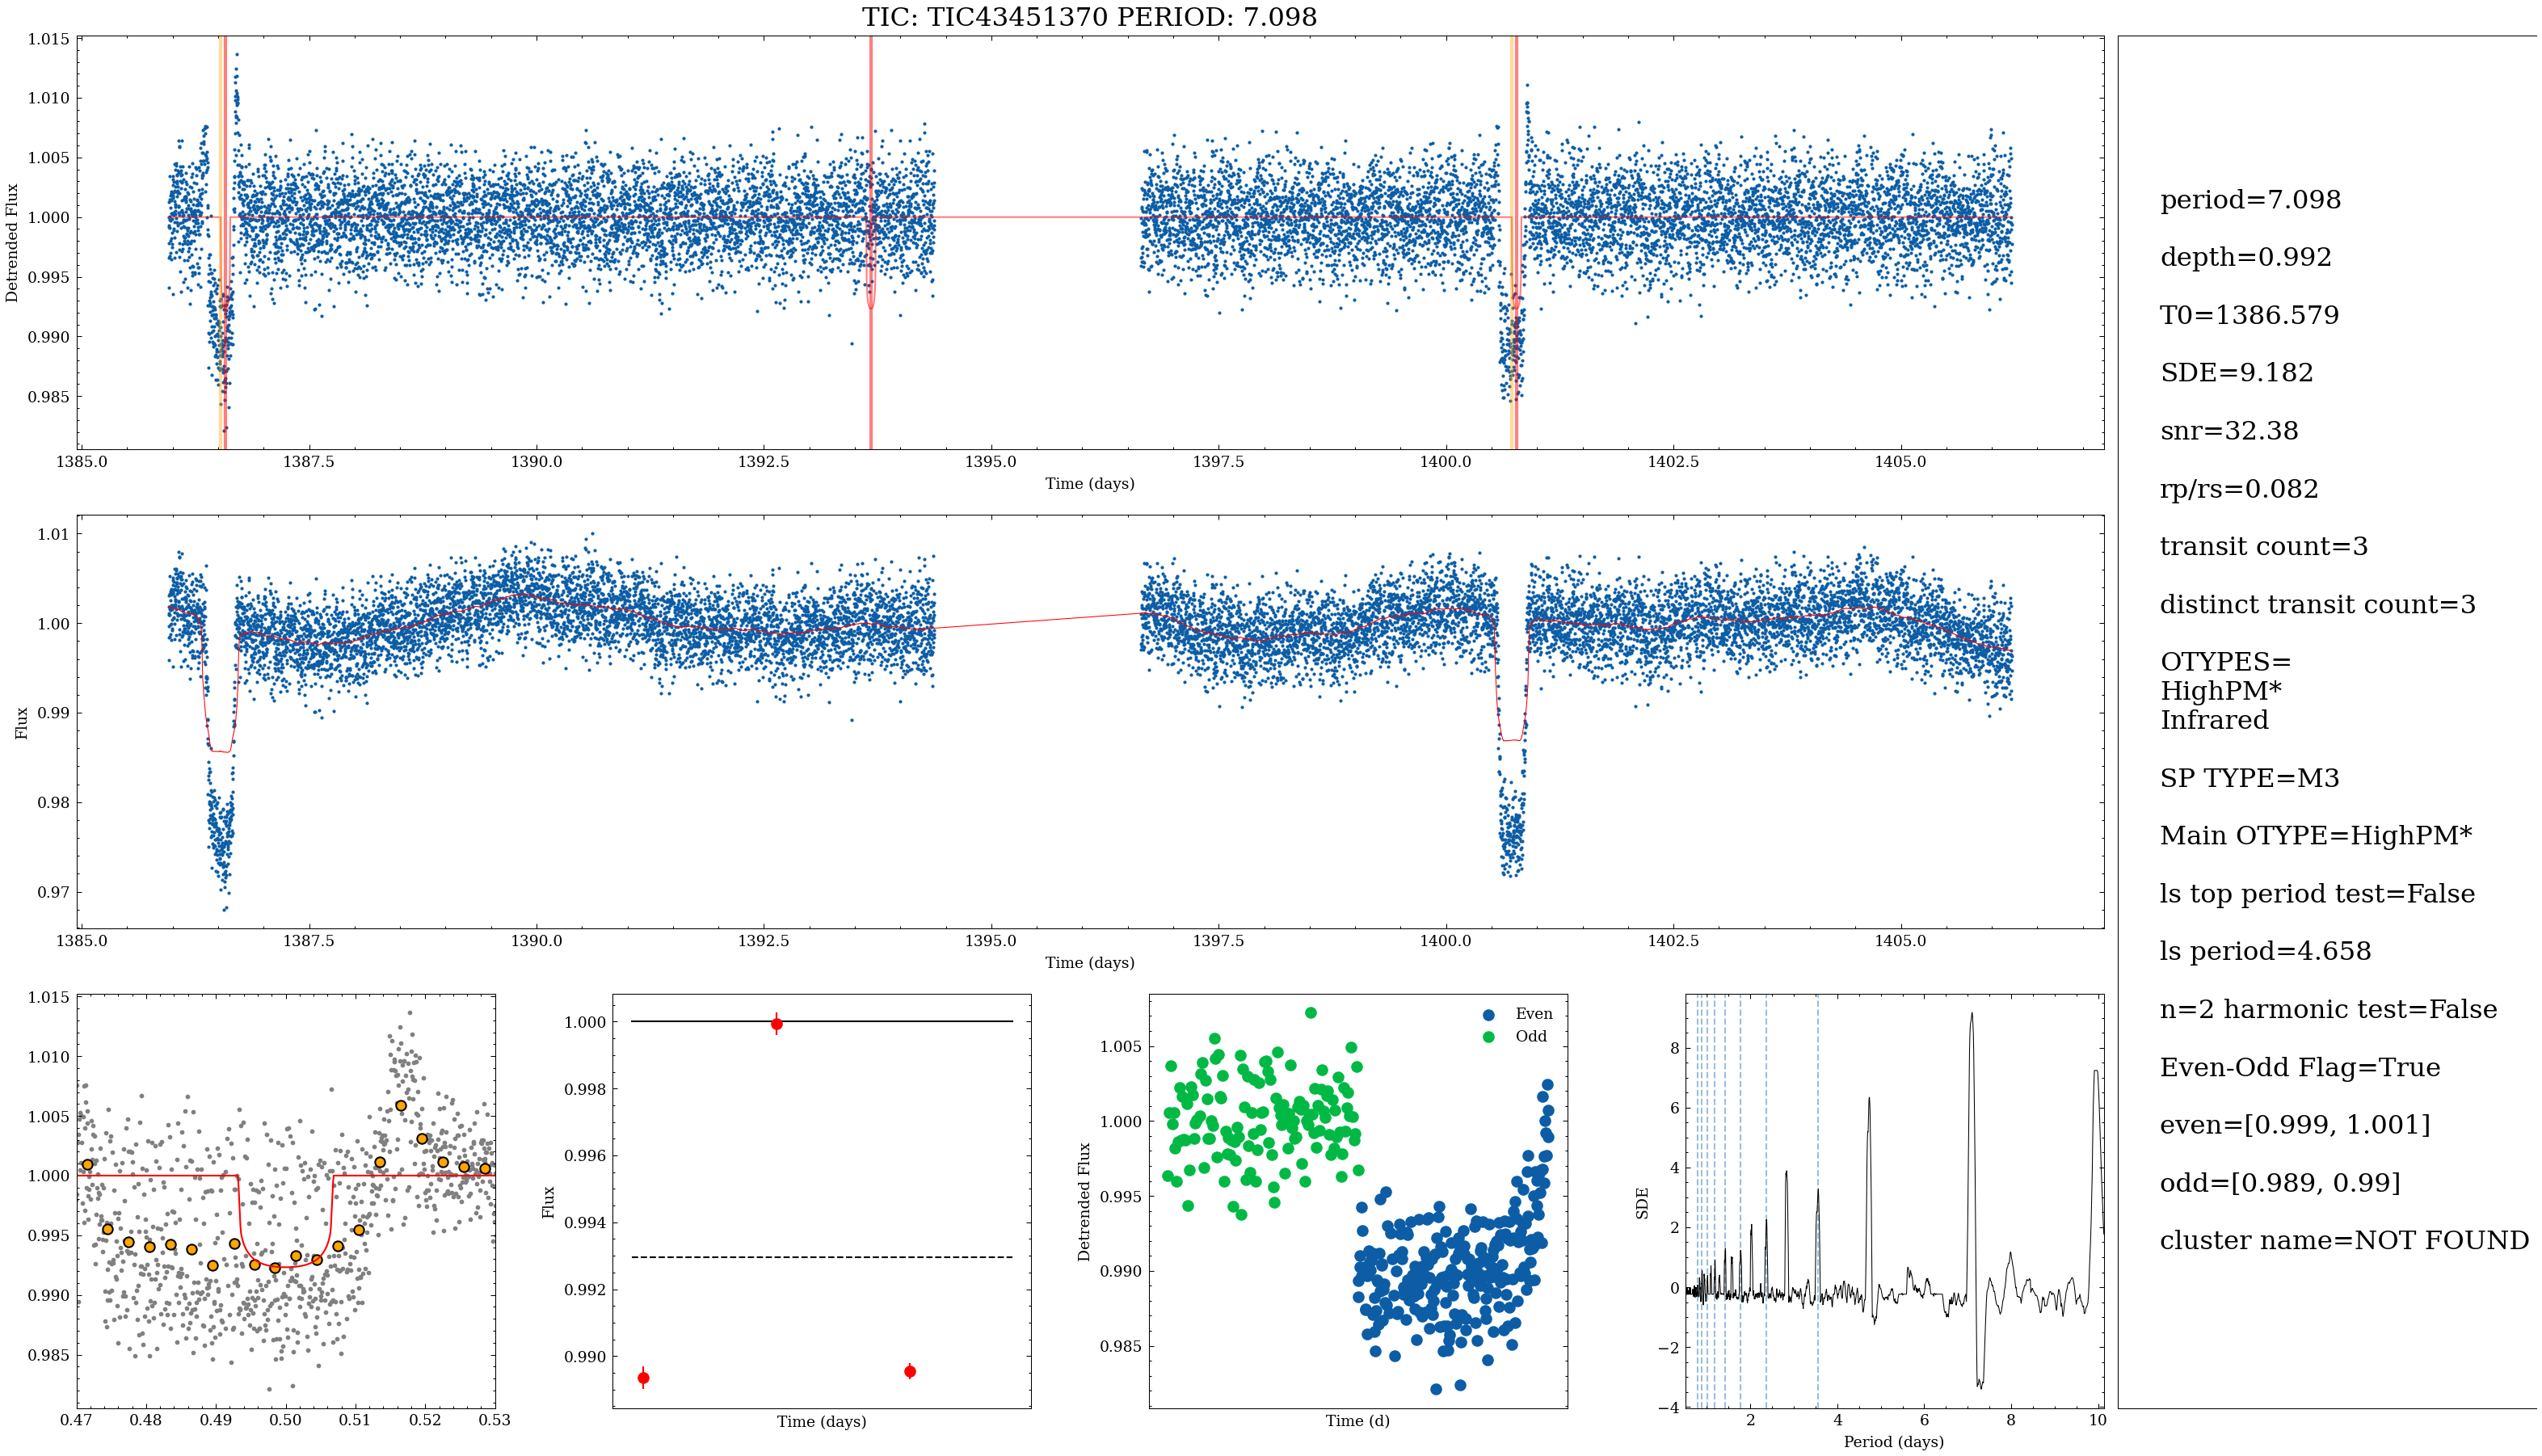 TIC: TIC43451370 PERIOD: 7.098
1.015
1.010
1.005
1.000
0.995
0.990
0.985
Detrended Flux
1385.0 1387.5 1390.0 1392.5 1395.0 1397.5 1400.0 1402.5 1405.0
Time (days)
1.01
1.00
0.99
0.98
0.97
Flux
1385.0 1387.5 1390.0 1392.5 1395.0 1397.5 1400.0 1402.5 1405.0
Time (days)
1.015
1.010
1.005
1.000
0.995
0.990
0.985
0.47 0.48 0.49 0.50 0.51 0.52 0.53
1.000
0.998
0.996
0.994
0.992
0.990
Flux
Time (days)
Even
Odd
1.005
1.000
0.995
0.990
0.985
Detrended Flux
Time (d)
8
6
4
2
0
−2
−4
SDE
2 4 6 8 10
Period (days)
period=7.098
depth=0.992
T0=1386.579
SDE=9.182
snr=32.38
rp/rs=0.082
transit count=3
distinct transit count=3
OTYPES=
HighPM*
Infrared
SP TYPE=M3
Main OTYPE=HighPM*
ls top period test=False
ls period=4.658
n=2 harmonic test=False
Even-Odd Flag=True
even=[0.999, 1.001]
odd=[0.989, 0.99]
cluster name=NOT FOUND